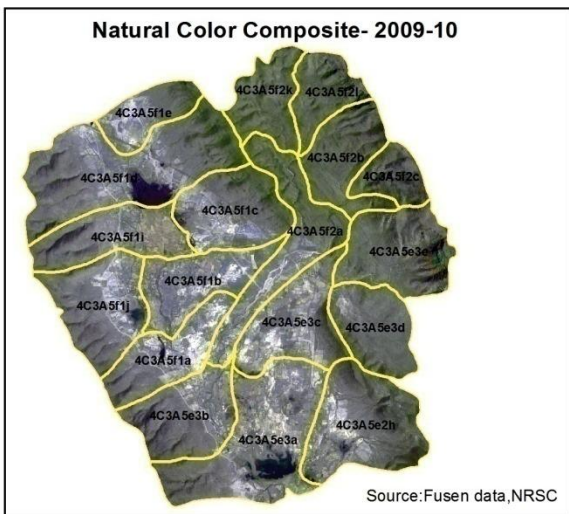 Natural Color Composite- 2009-10
4C3A5f2k
4C3A5f2l
4C3A5f1e
4C3A5f2b
4C3A5f1d
4C3A5f2c
4C3A5f1c
4C3A5f2a
4C3A5f1i
4C3A5e3e
4C3A5f1b
4C3A5f1j
4C3A5e3c
4C3A5e3d
4C3A5f1a
4C3A5e3b
4C3A5e2h
4C3A5e3a
Source:Fusen data,NRSC